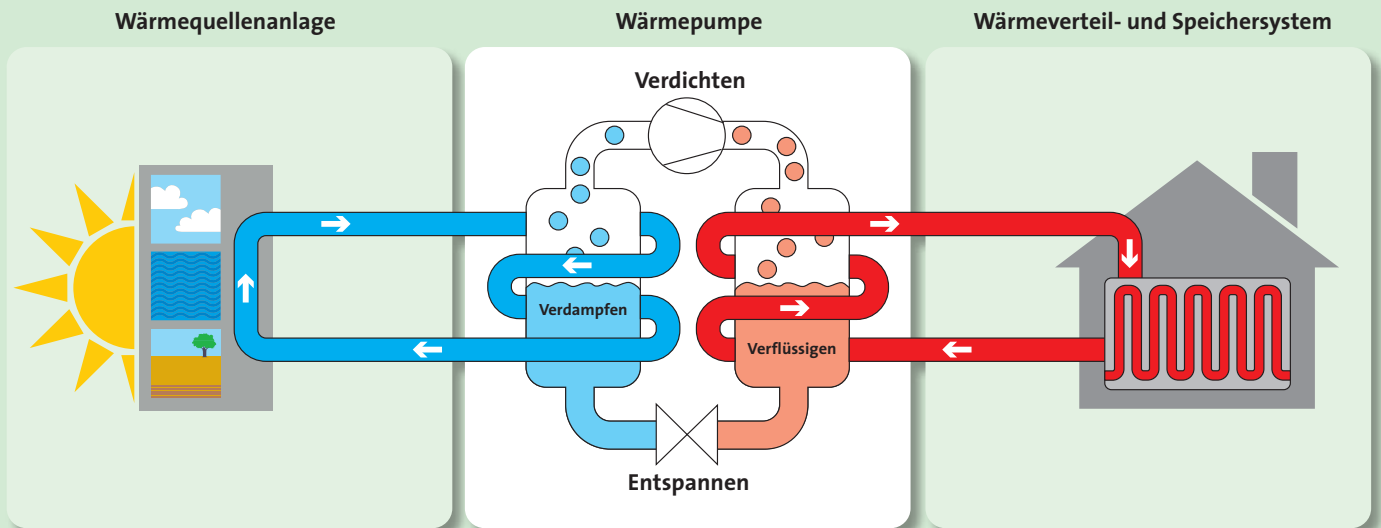 Wärmequellenanlage
Wärmepumpe
Wärmeverteil- und Speichersystem
Verdichten
Verdampfen
Verflüssigen
Entspannen